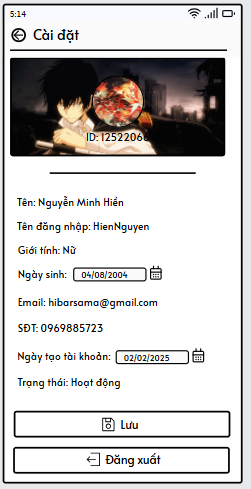 5:14
Cài đặt
ID: 12522060
Tên: Nguyễn Minh Hiền
Tên đăng nhập: HienNguyen
Giới tính: Nữ
Ngày sinh: 04/08/2004
Email: hibarsama@gmail.com
SĐT: 0969885723
Ngày tạo tài khoản: 02/02/2025
Trạng thái: Hoạt động
Lưu
Đăng xuất